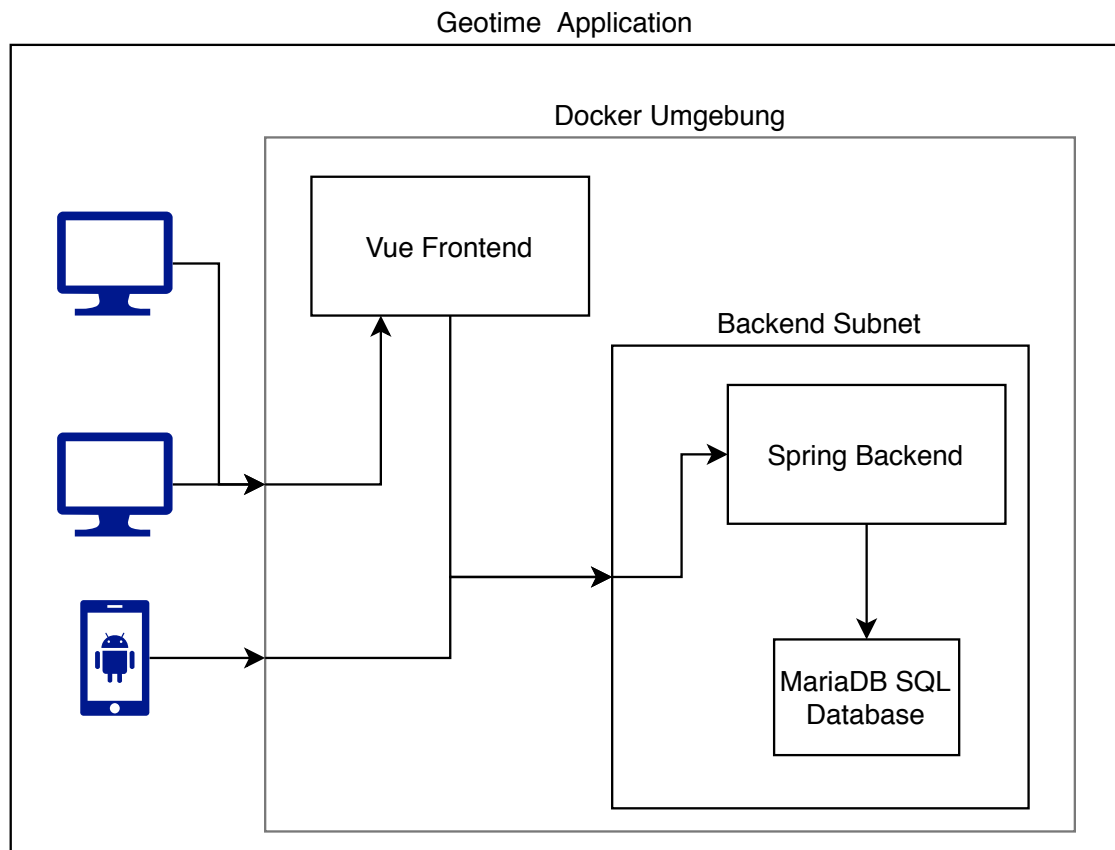 Geotime  Application
Docker Umgebung
Vue Frontend
Backend Subnet
Spring Backend
MariaDB SQL
Database